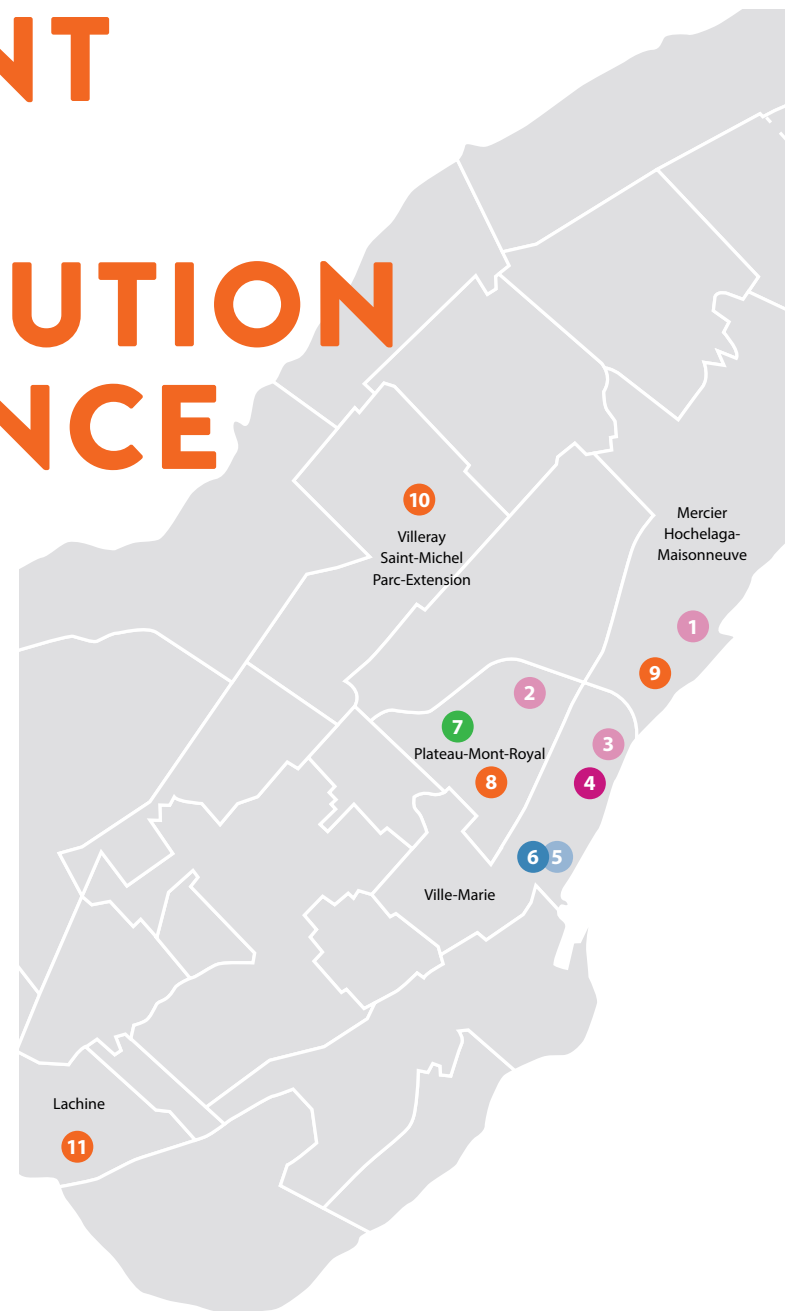 NT
UTION
NCE
10
Villeray
Saint-Michel
Parc-Extension
Mercier
Hochelaga-
Maisonneuve
1
9
2
7
Plateau-Mont-Royal
8
3
4
6 5
Ville-Marie
Lachine
11